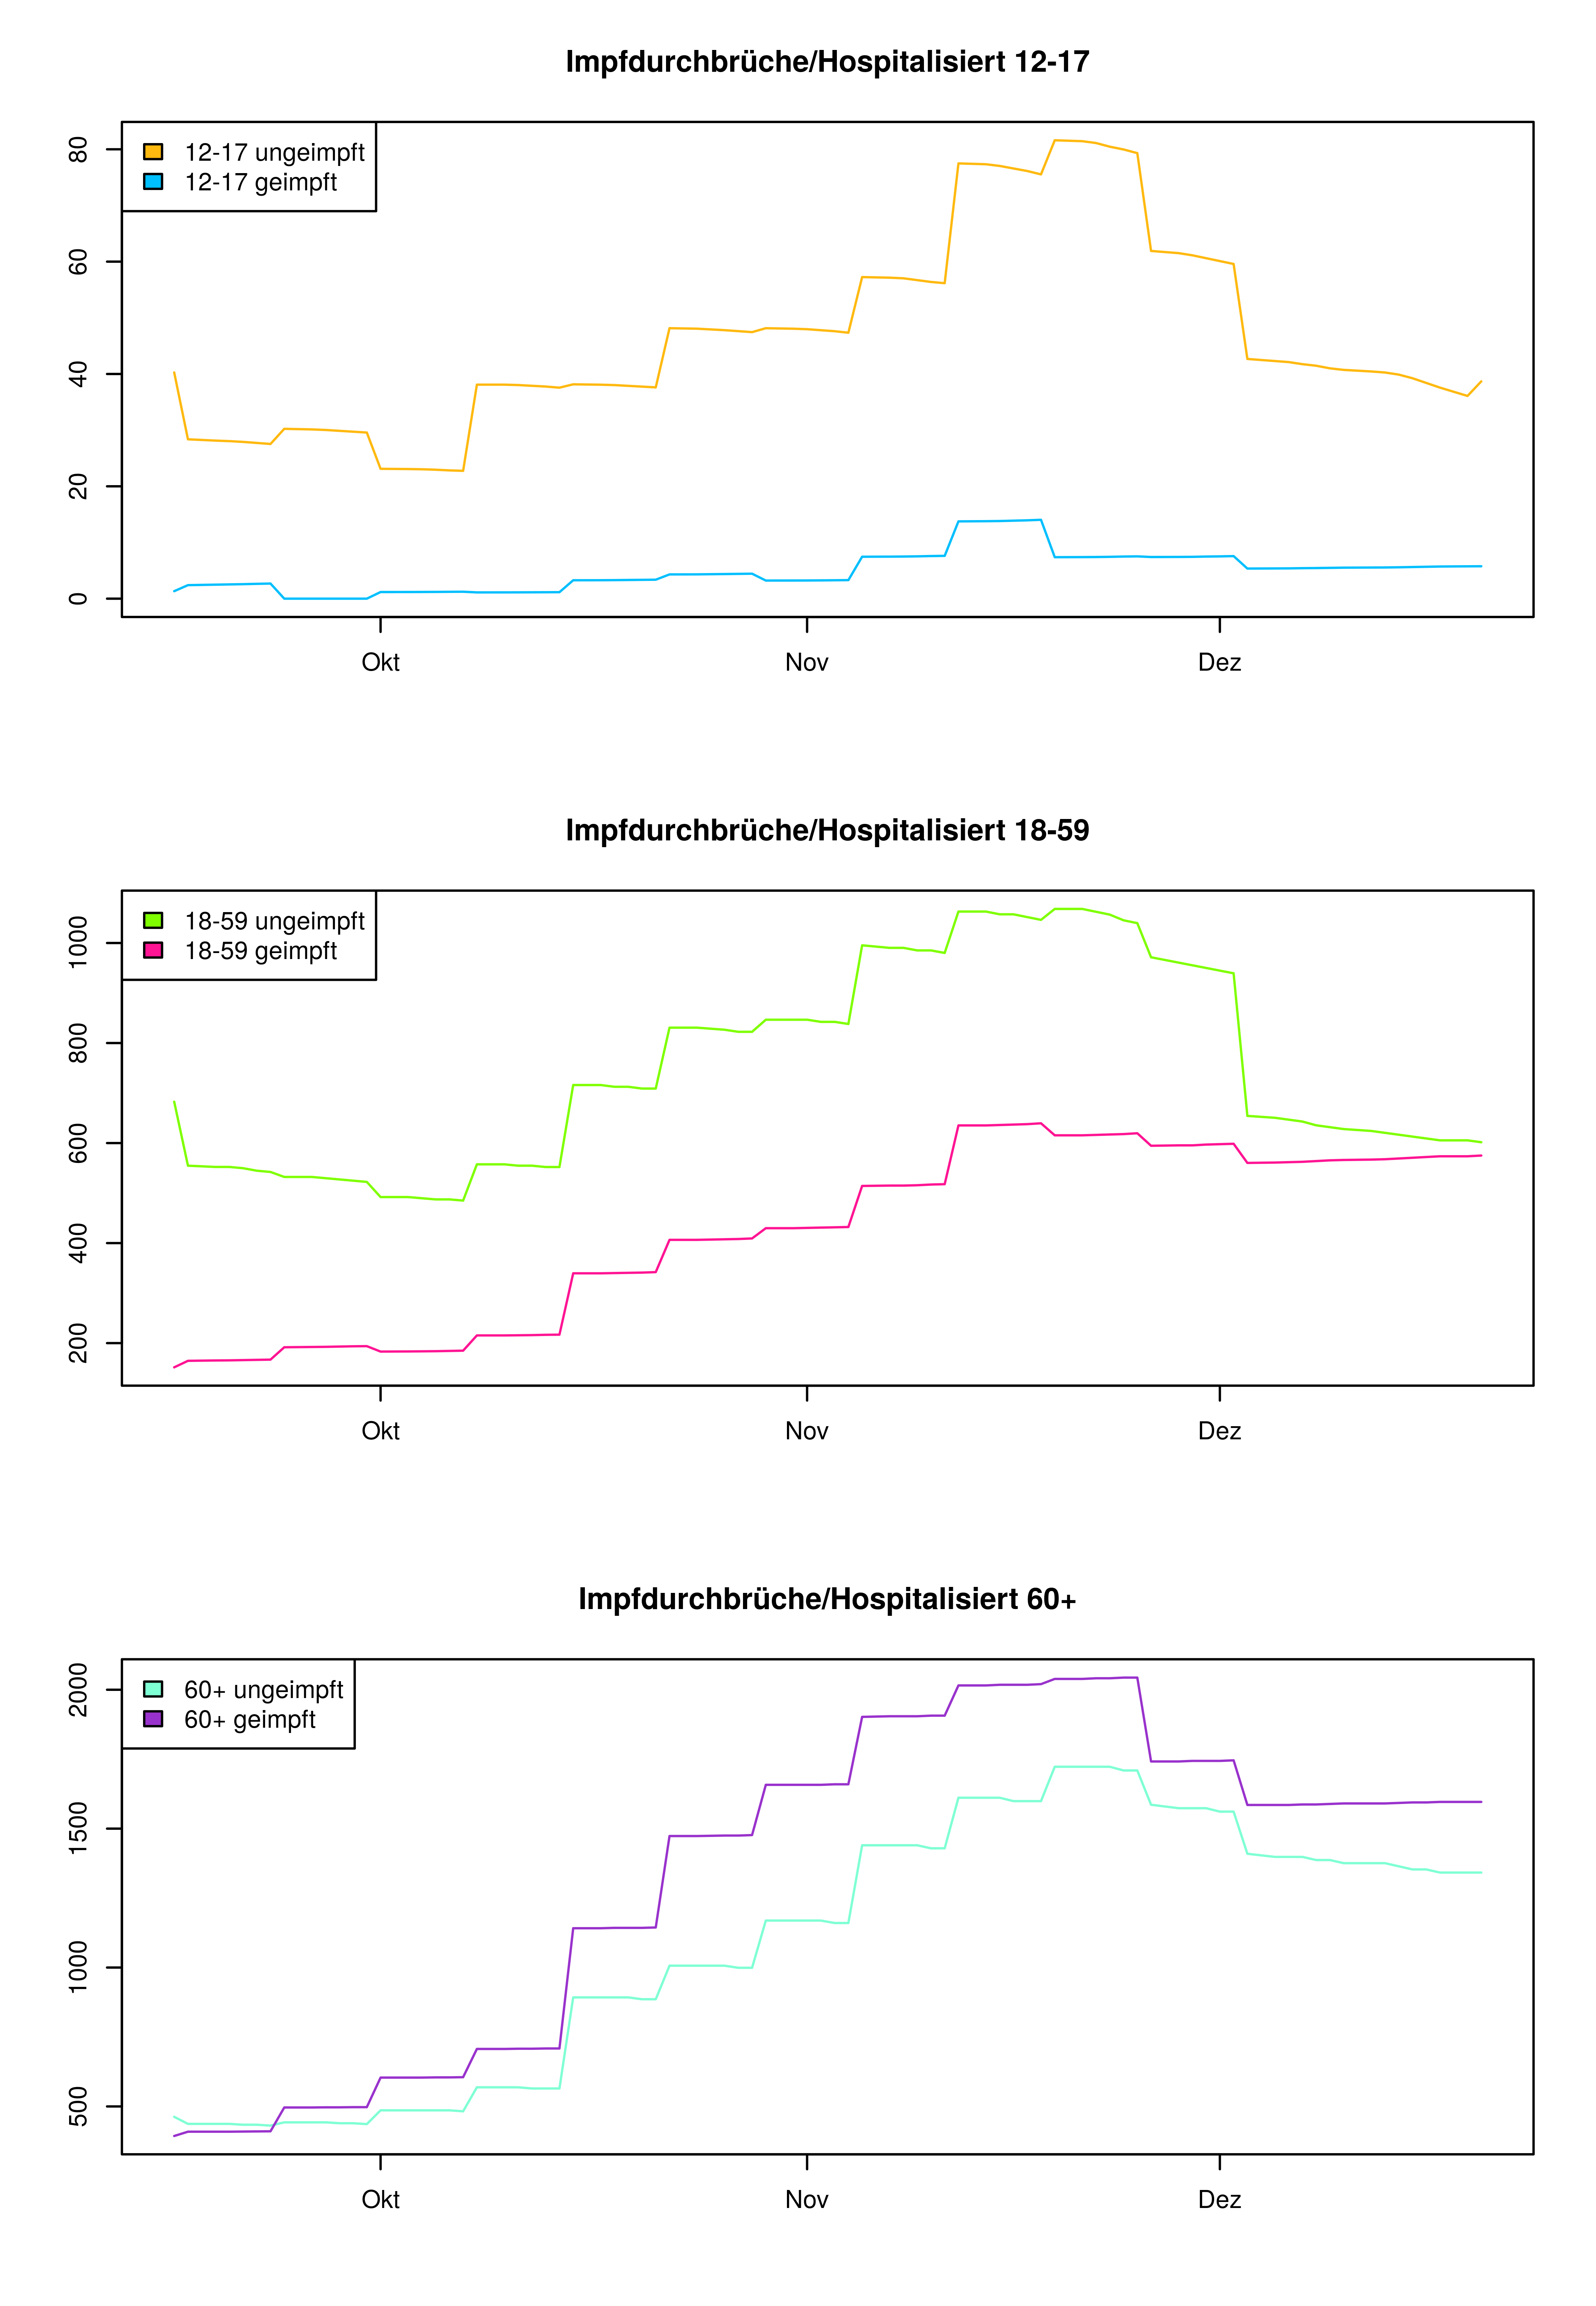 Impfdurchbrüche/Hospitalisiert 12-17
12-17 ungeimpft
12-17 geimpft
80
60
40
20
0
Okt Nov Dez
Impfdurchbrüche/Hospitalisiert 18-59
18-59 ungeimpft
18-59 geimpft
1000
800
600
400
200
Okt Nov Dez
Impfdurchbrüche/Hospitalisiert 60+
60+ ungeimpft
60+ geimpft
2000
1500
1000
500
Okt Nov Dez